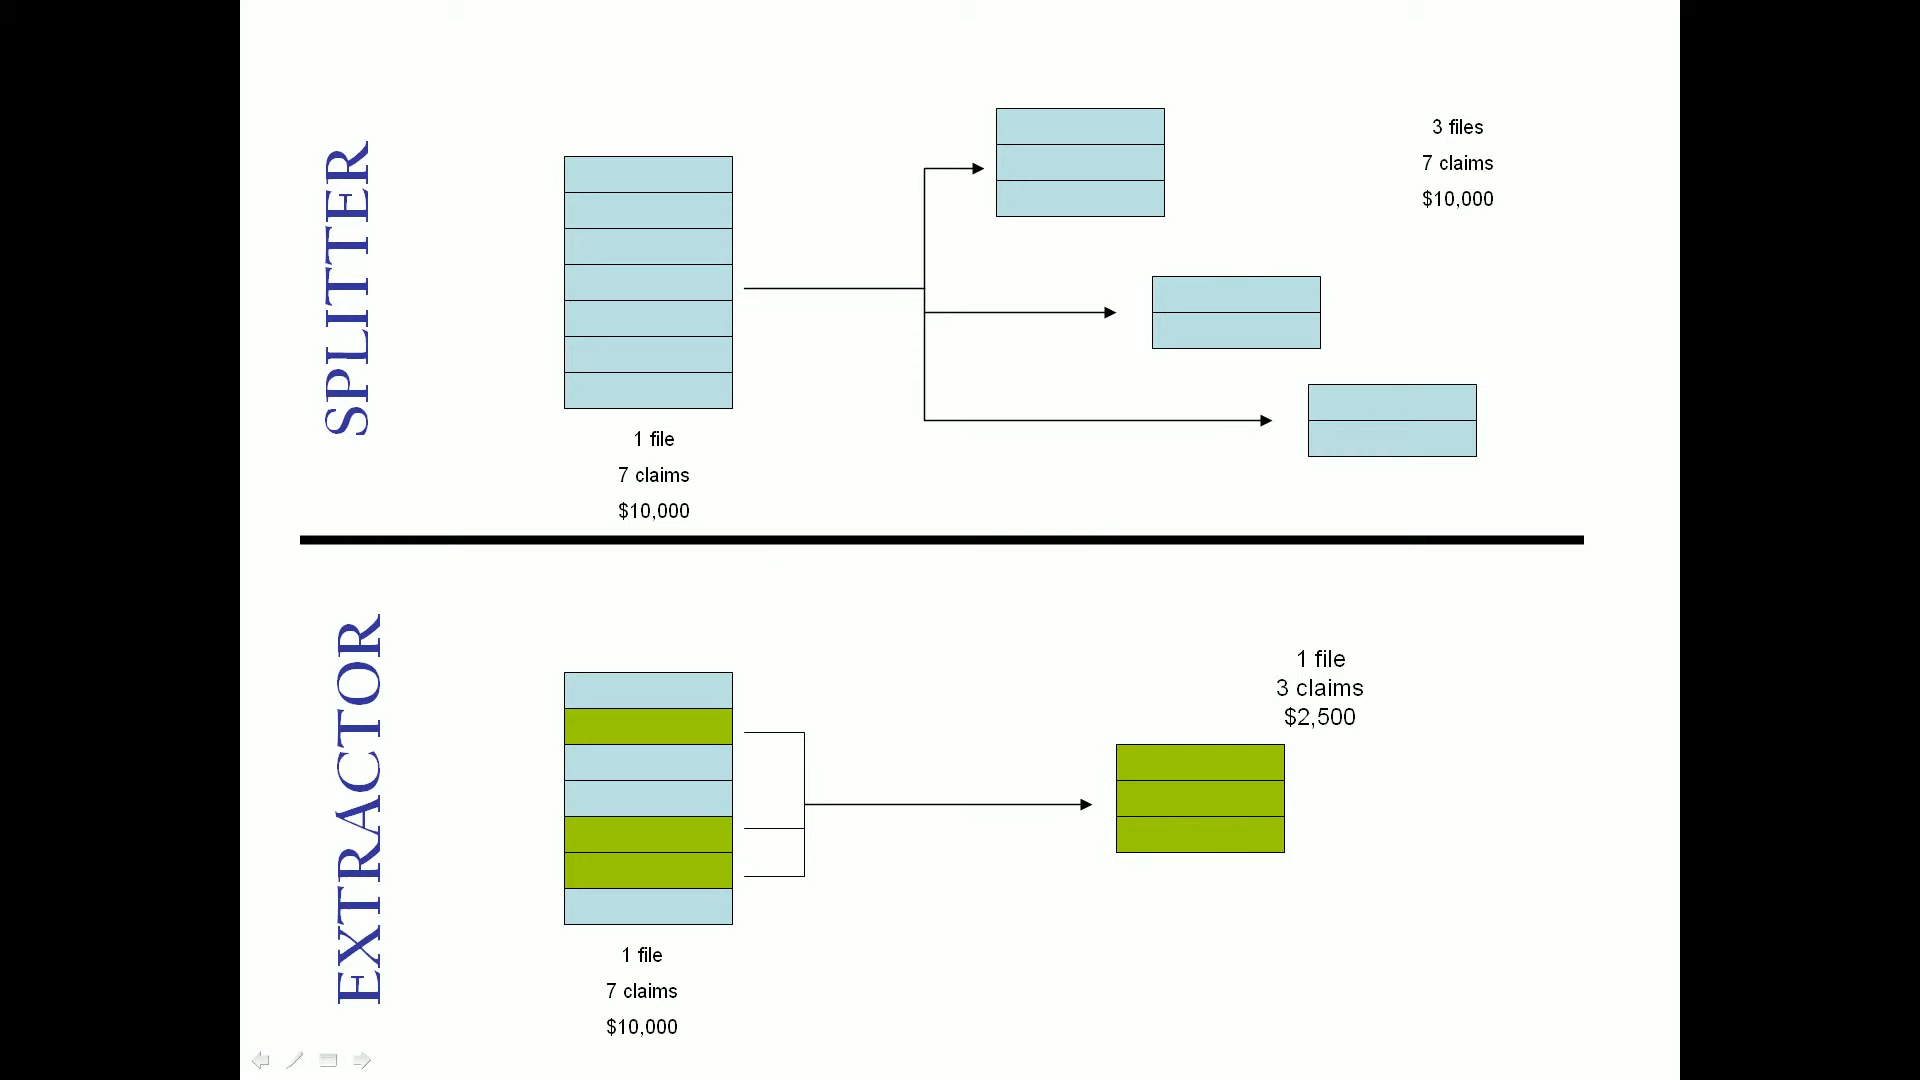 SPLITTER
1 file
7 claims
$10,000
3 files
7 claims
$10,000
EXTRACTOR
1 file
7 claims
$10,000
1 file
3 claims
$2,500